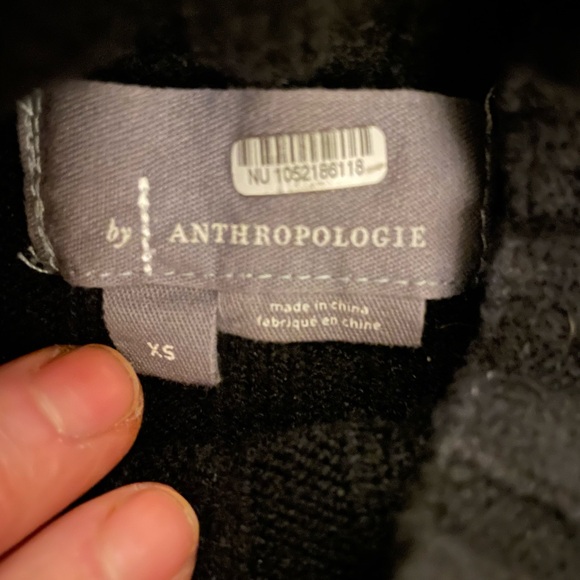 NU 1052186118
by ANTHROPOLOGIE
made in china
fabriqué en chine
XS